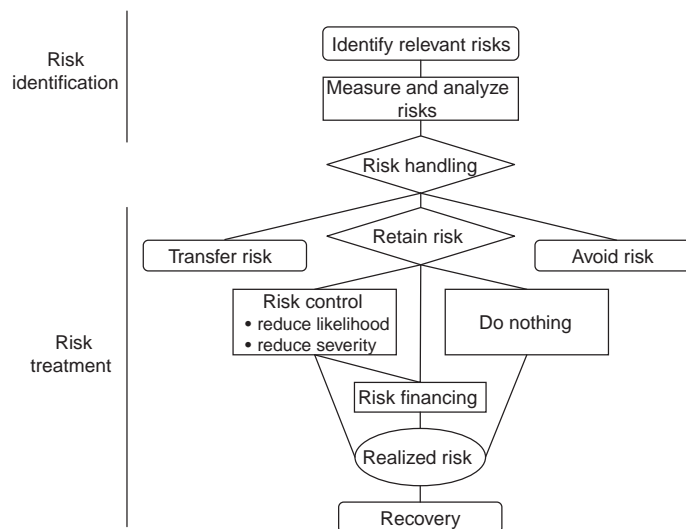 Identify relevant risks
Risk
identification
Measure and analyze
risks
Risk handling
Retain risk
Transfer risk
Avoid risk
Risk control
• reduce likelihood
• reduce severity
Do nothing
Risk
treatment
Risk financing
Realized risk
Recovery